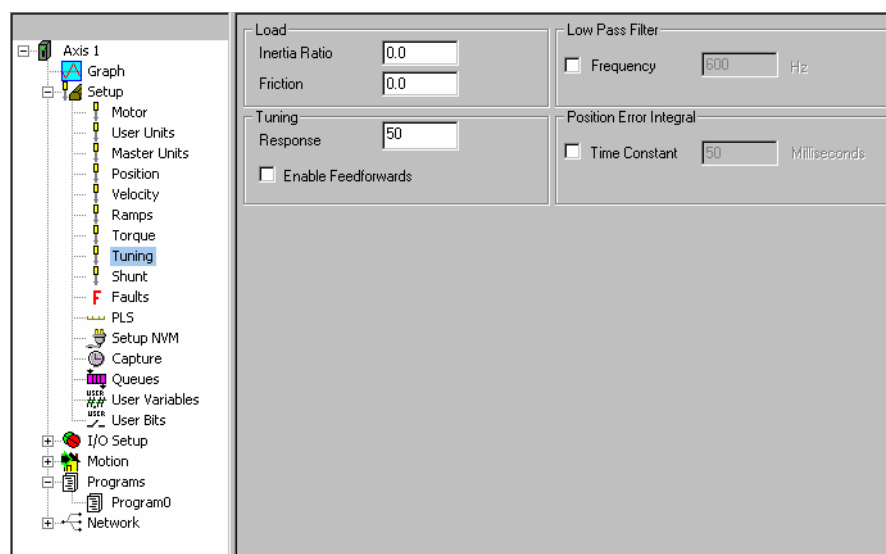 Axis 1
Graph
Setup
Motor
User Units
Master Units
Position
Velocity
Ramps
Torque
Tuning
Shunt
F Faults
PLS
Setup NVM
Capture
Queues
USER
#.# User Variables
USER
User Bits
I/O Setup
Motion
Programs
Program0
Network
Load
Inertia Ratio 0.0
Friction 0.0
Tuning
Response 50
Enable Feedforwards
Low Pass Filter
Frequency 600 Hz
Position Error Integral
Time Constant 50 Milliseconds